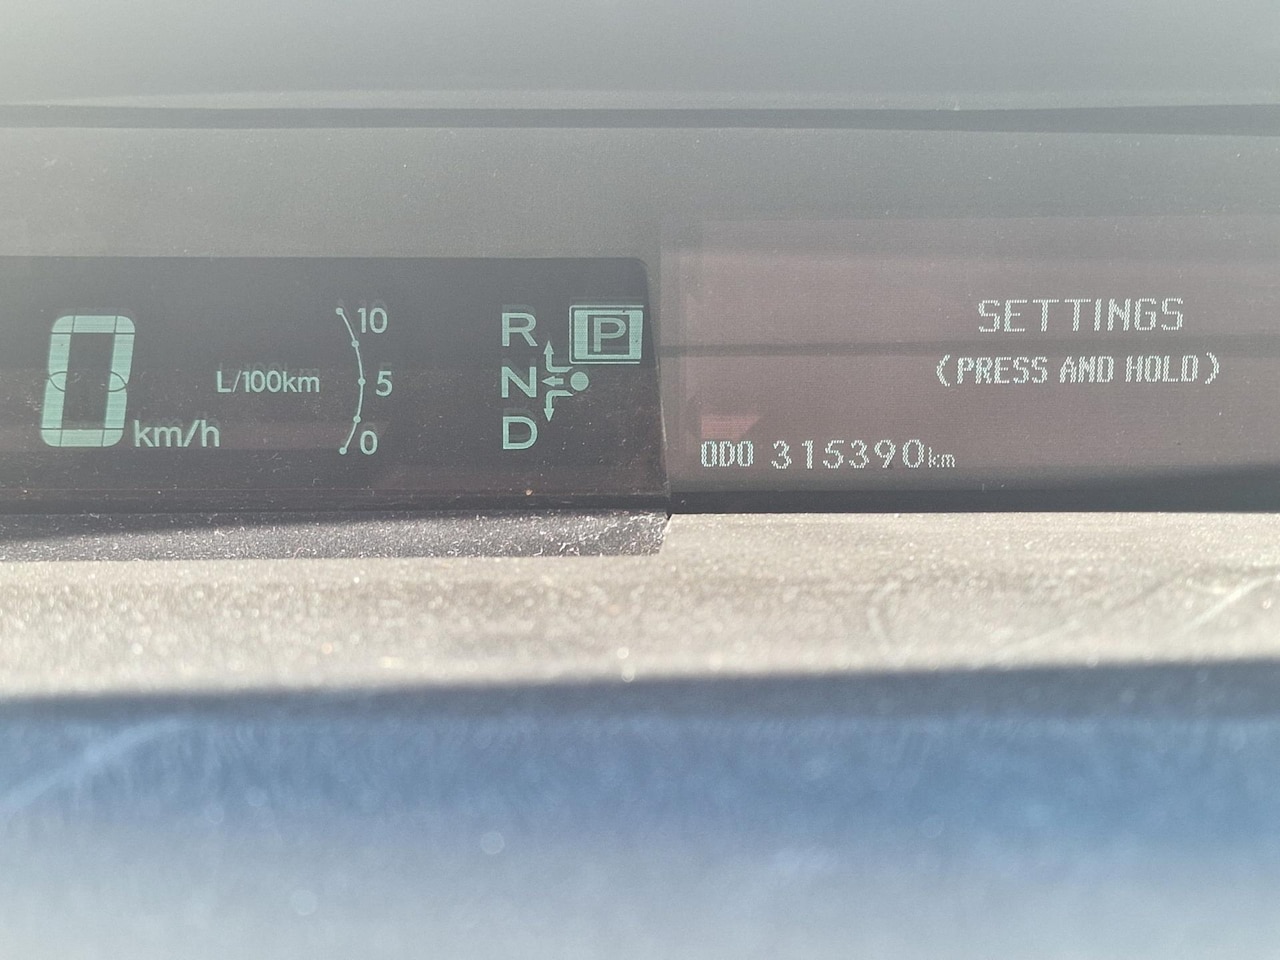 0 km/h
L/100km
10
5
0
R
P
N
D
SETTINGS
(PRESS AND HOLD)
ODO 315390km